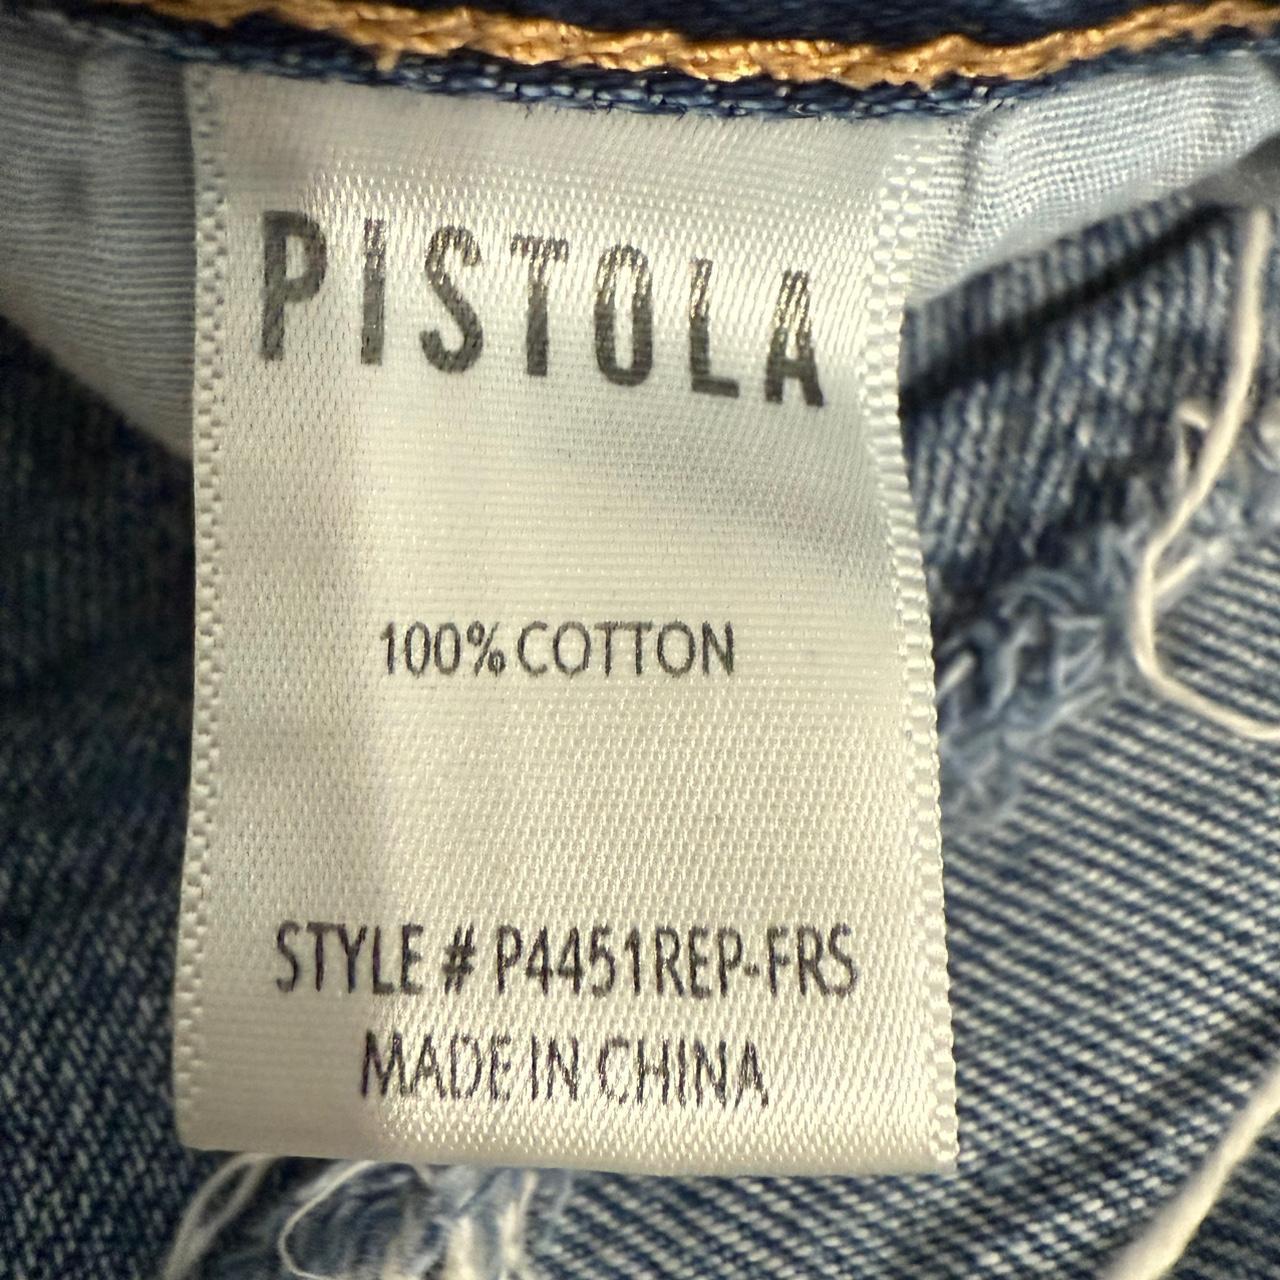 PISTOLA
100% COTTON
STYLE # P4451REP-FRS
MADE IN CHINA